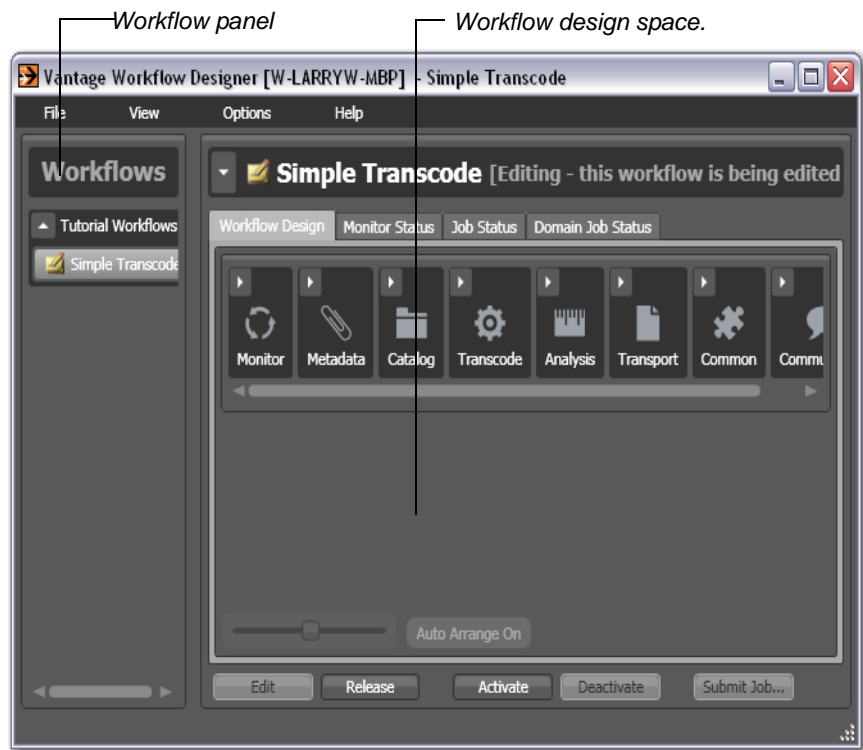 Workflow panel
Workflow design space.
Vantage Workflow Designer [W-LARRYW-MBP] - Simple Transcode
File View Options Help
Workflows
Simple Transcode [Editing - this workflow is being edited
Tutorial Workflows
Workflow Design Monitor Status Job Status Domain Job Status
Simple Transcode
Monitor Metadata Catalog Transcode Analysis Transport Common Commu
Auto Arrange On
Edit Release Activate Deactivate Submit Job...